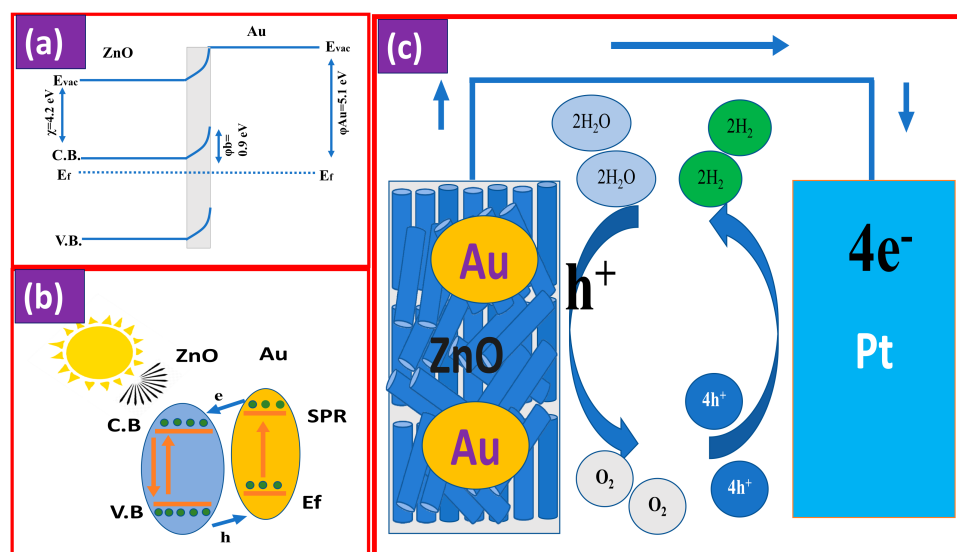 (a)
ZnO
Au
Evac
Evac
χ=4.2 eV
φb=
0.9 eV
φAu=5.1 eV
C.B.
Ef
Ef
V.B.
(b)
ZnO
Au
e
C.B
SPR
V.B
Ef
h
(c)
2H₂O
2H₂
2H₂O
2H₂
Au
h⁺
4e⁻
ZnO
Pt
4h⁺
Au
O₂
4h⁺
O₂